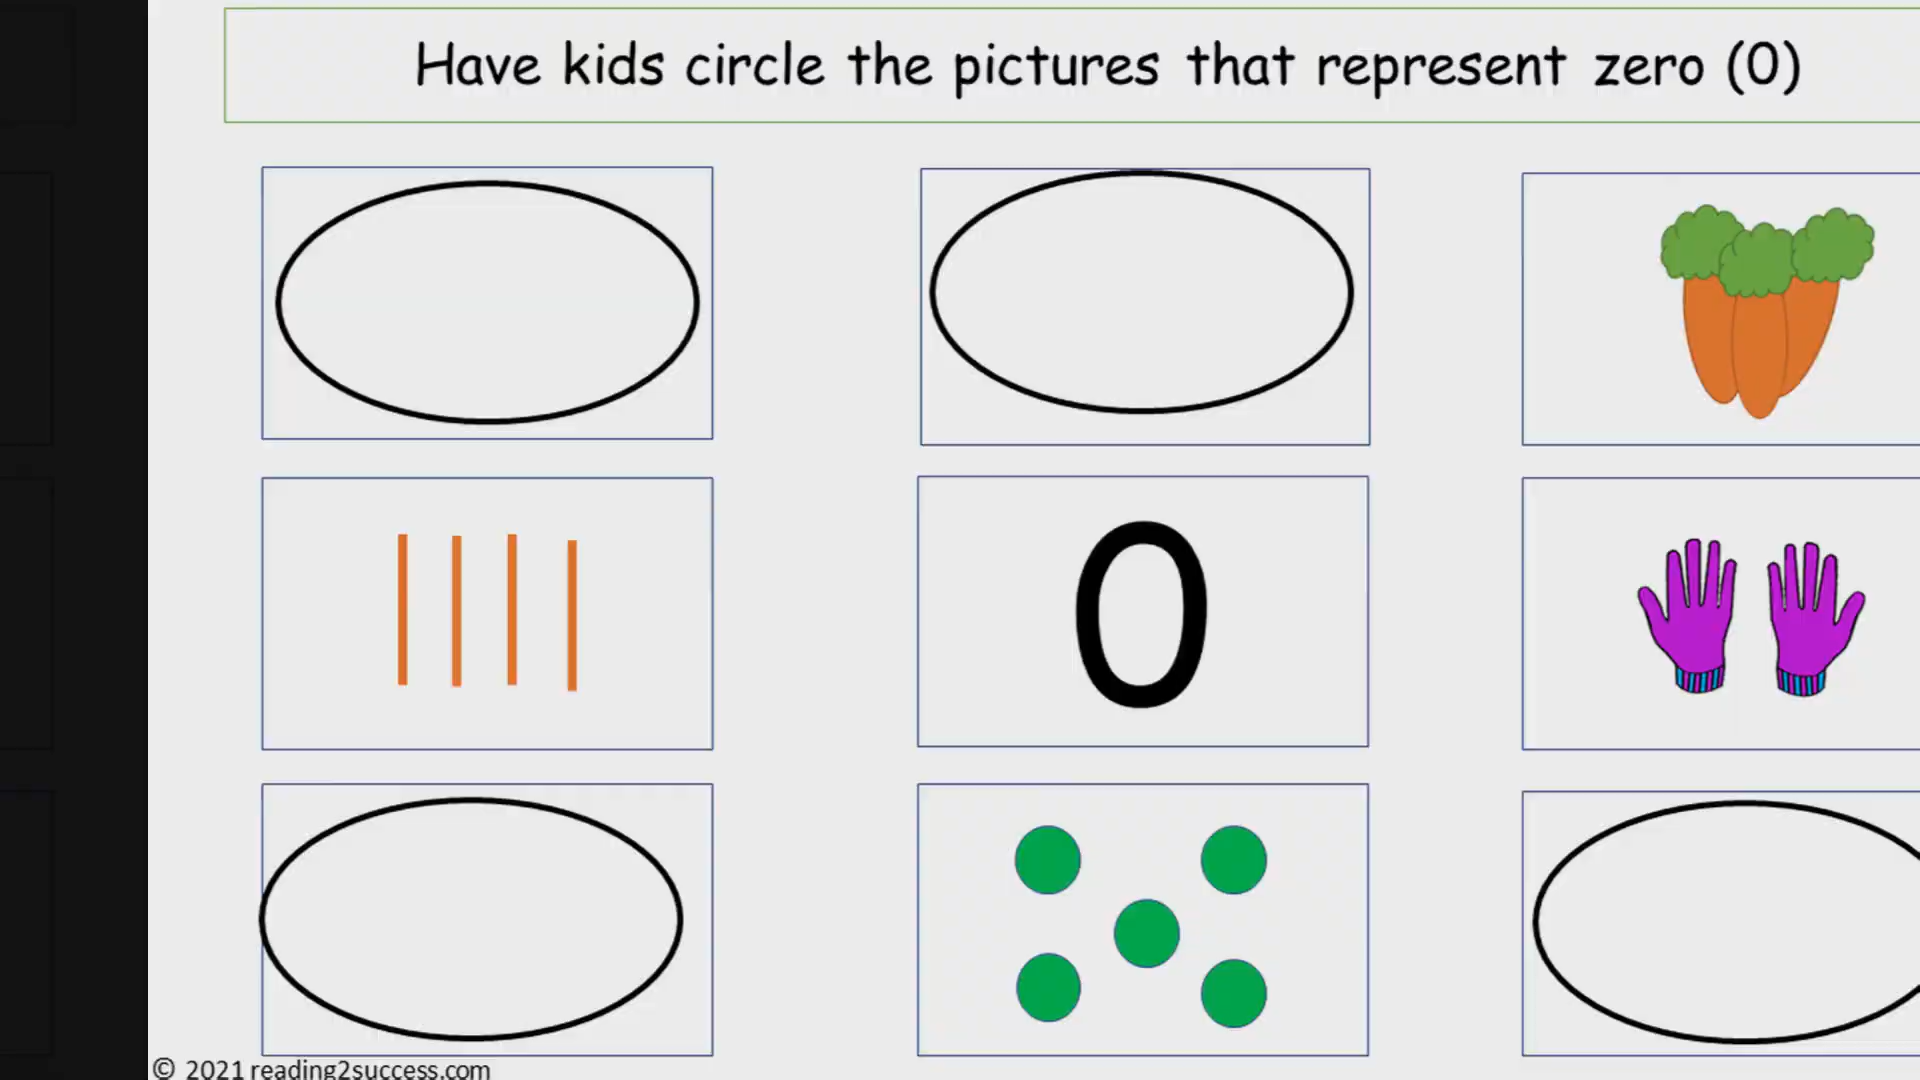 Have kids circle the pictures that represent zero (0)
0
© 2021 reading2success.com